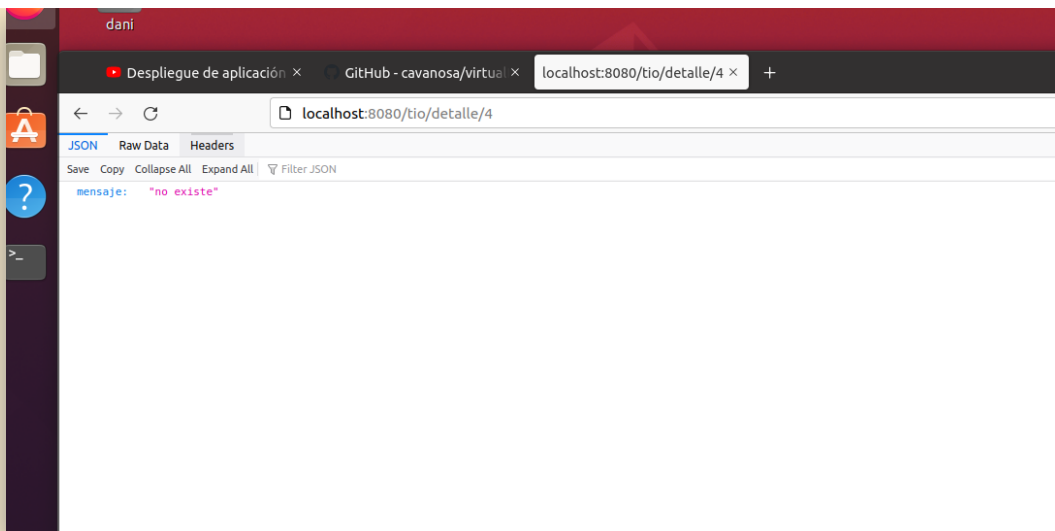 dani
Despliegue de aplicación × GitHub - cavanosa/virtual × localhost:8080/tio/detalle/4 × +
localhost:8080/tio/detalle/4
JSON Raw Data Headers
Save Copy Collapse All Expand All Filter JSON
mensaje: "no existe"
A
?
>_